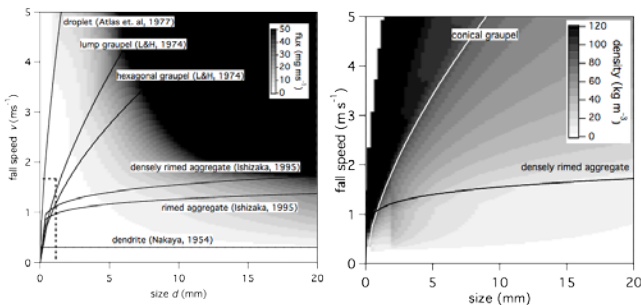 droplet (Atlas et. al, 1977)
lump graupel (L&H, 1974)
hexagonal graupel (L&H, 1974)
densely rimed aggregate (Ishizaka, 1995)
rimed aggregate (Ishizaka, 1995)
dendrite (Nakaya, 1954)
50
40
30
20
10
0
flux
(mg ms⁻¹)
5
4
3
2
1
0
fall speed v (ms⁻¹)
0 5 10 15 20
size d (mm)
conical graupel
densely rimed aggregate
120
100
80
60
40
20
0
density
(kg m⁻³)
5
4
3
2
1
0
fall speed (m s⁻¹)
0 5 10 15 20
size (mm)